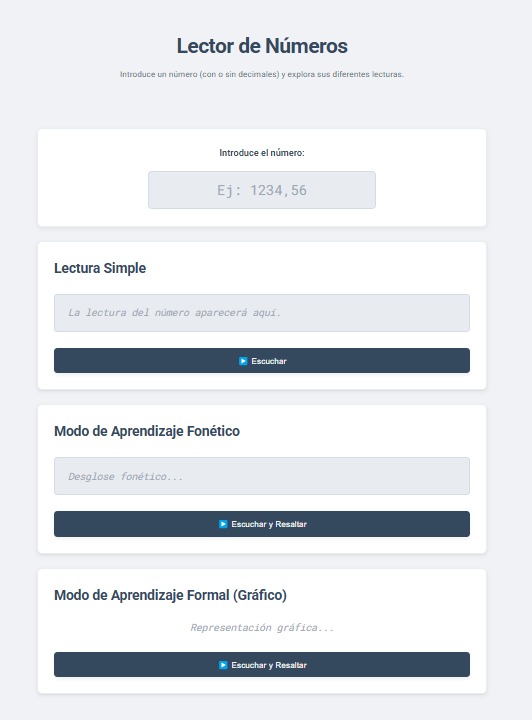 Lector de Números
Introduce un número (con o sin decimales) y explora sus diferentes lecturas.
Introduce el número:
Ej: 1234,56
Lectura Simple
La lectura del número aparecerá aquí.
Escuchar
Modo de Aprendizaje Fonético
Desglose fonético...
Escuchar y Resaltar
Modo de Aprendizaje Formal (Gráfico)
Representación gráfica...
Escuchar y Resaltar